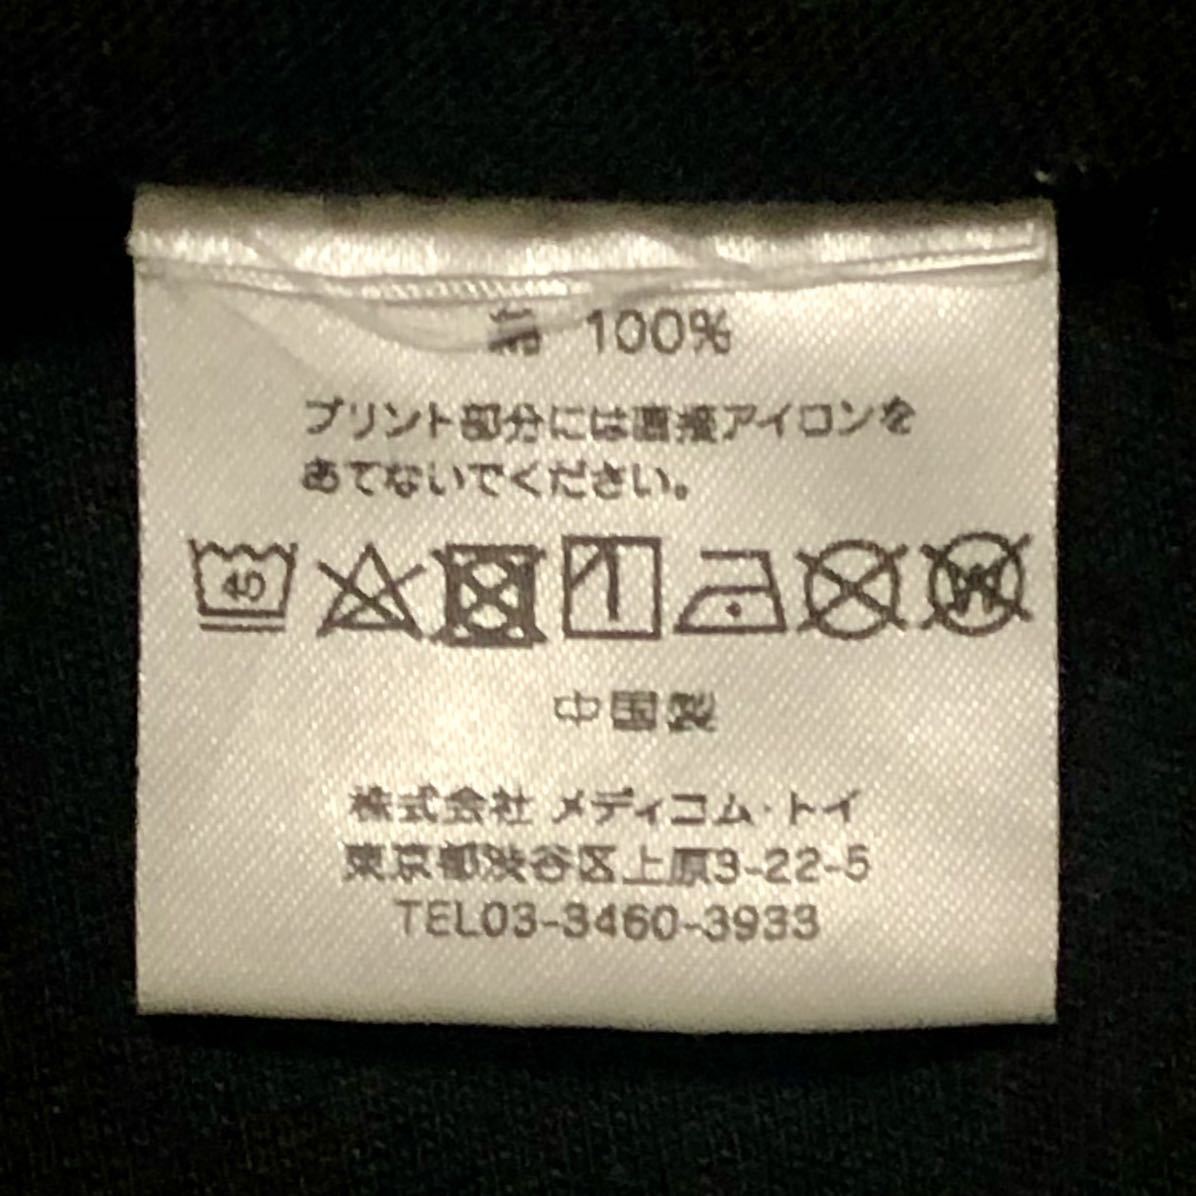 綿 100%
プリント部分には直接アイロンを
あてないでください。
40 W
中国製
株式会社 メディコム・トイ
東京都渋谷区上原3-22-5
TEL03-3460-3933